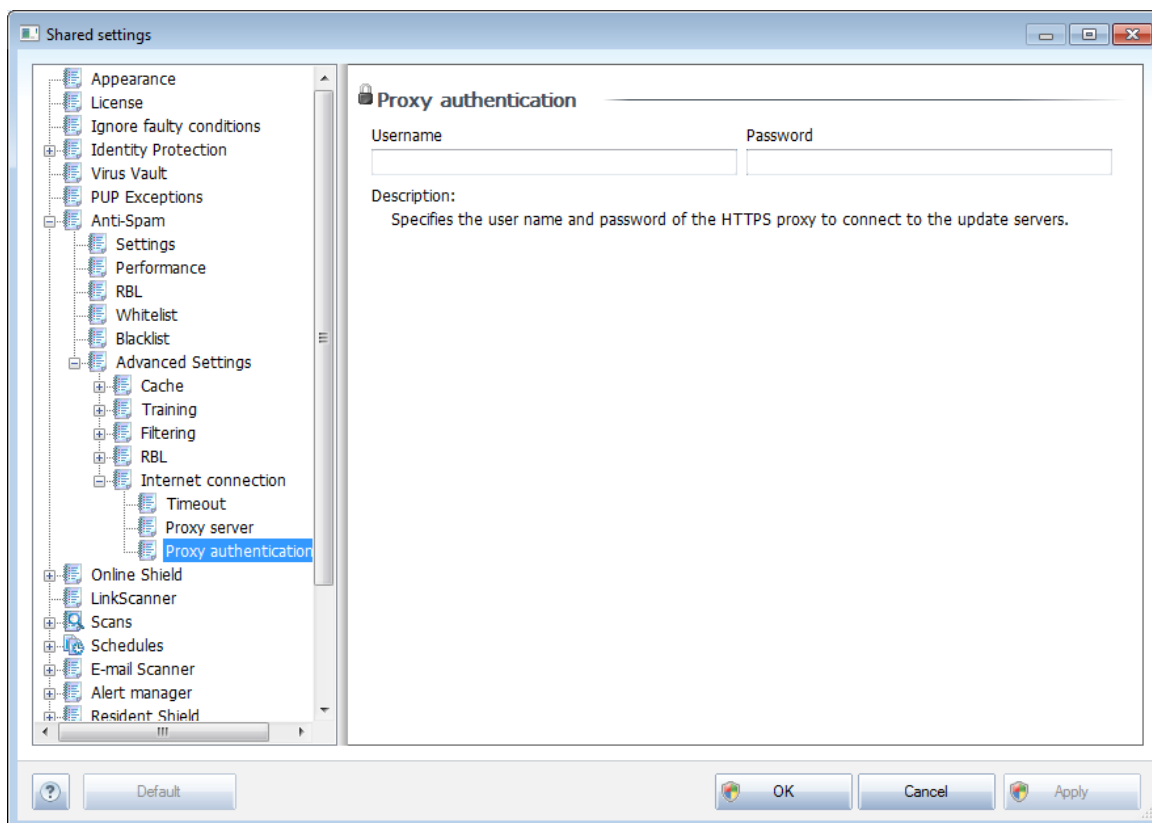 Shared settings
Appearance
License
Ignore faulty conditions
Identity Protection
Virus Vault
PUP Exceptions
Anti-Spam
Settings
Performance
RBL
Whitelist
Blacklist
Advanced Settings
Cache
Training
Filtering
RBL
Internet connection
Timeout
Proxy server
Proxy authentication
Online Shield
LinkScanner
Scans
Schedules
E-mail Scanner
Alert manager
Resident Shield
Proxy authentication
Username Password
Description:
Specifies the user name and password of the HTTPS proxy to connect to the update servers.
? Default OK Cancel Apply